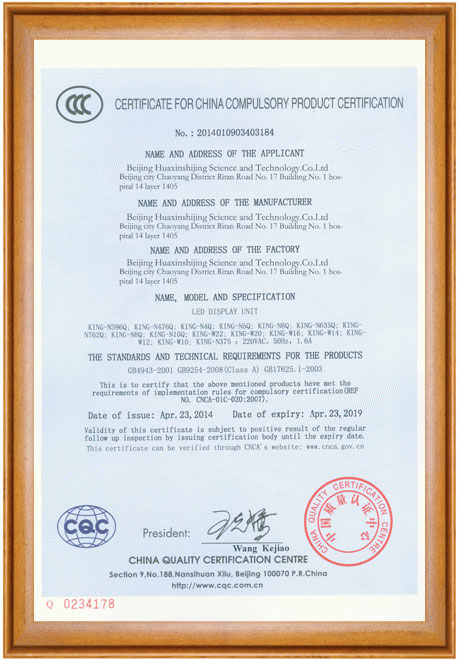 CCC
CERTIFICATE FOR CHINA COMPULSORY PRODUCT CERTIFICATION
No.: 2014010903403184
NAME AND ADDRESS OF THE APPLICANT
Beijing Huaxinshijing Science and Technology.Co.Ltd
Beijing city Chaoyang District Ritan Road No. 17 Building No. 1 hos-
pital 14 layer 1405
NAME AND ADDRESS OF THE MANUFACTURER
Beijing Huaxinshijing Science and Technology.Co.Ltd
Beijing city Chaoyang District Ritan Road No. 17 Building No. 1 hos-
pital 14 layer 1405
NAME AND ADDRESS OF THE FACTORY
Beijing Huaxinshijing Science and Technology.Co.Ltd
Beijing city Chaoyang District Ritan Road No. 17 Building No. 1 hos-
pital 14 layer 1405
NAME, MODEL AND SPECIFICATION
LED DISPLAY UNIT
KING-N396Q; KING-N476Q; KING-N4Q; KING-N5Q; KING-N6Q; KING-N635Q; KING-
N762Q; KING-N8Q; KING-N10Q; KING-W22; KING-W20; KING-W16; KING-W14; KING-
W12; KING-W10; KING-N375 ; 220VAC, 50Hz, 1.6A
THE STANDARDS AND TECHNICAL REQUIREMENTS FOR THE PRODUCTS
GB4943-2001 GB9254-2008(Class A) GB17625.1-2003
This is to certify that the above mentioned products have met the
requirements of implementation rules for compulsory certification(REF
NO. CNCA-01C-020:2007).
Date of issue: Apr.23,2014 Date of expiry: Apr.23,2019
Validity of this certificate is subject to positive result of the regular
follow up inspection by issuing certification body until the expiry date.
This certificate can be verified through CNCA's website: www.cnca.gov.cn
CQC
President:
Wang Kejiao
CHINA QUALITY CERTIFICATION CENTRE
中国质量认证中心
CHINA QUALITY CERTIFICATION CENTRE
Section 9,No.188,Nansihuan Xilu, Beijing 100070 P.R.China
http://www.cqc.com.cn
Q 0234178